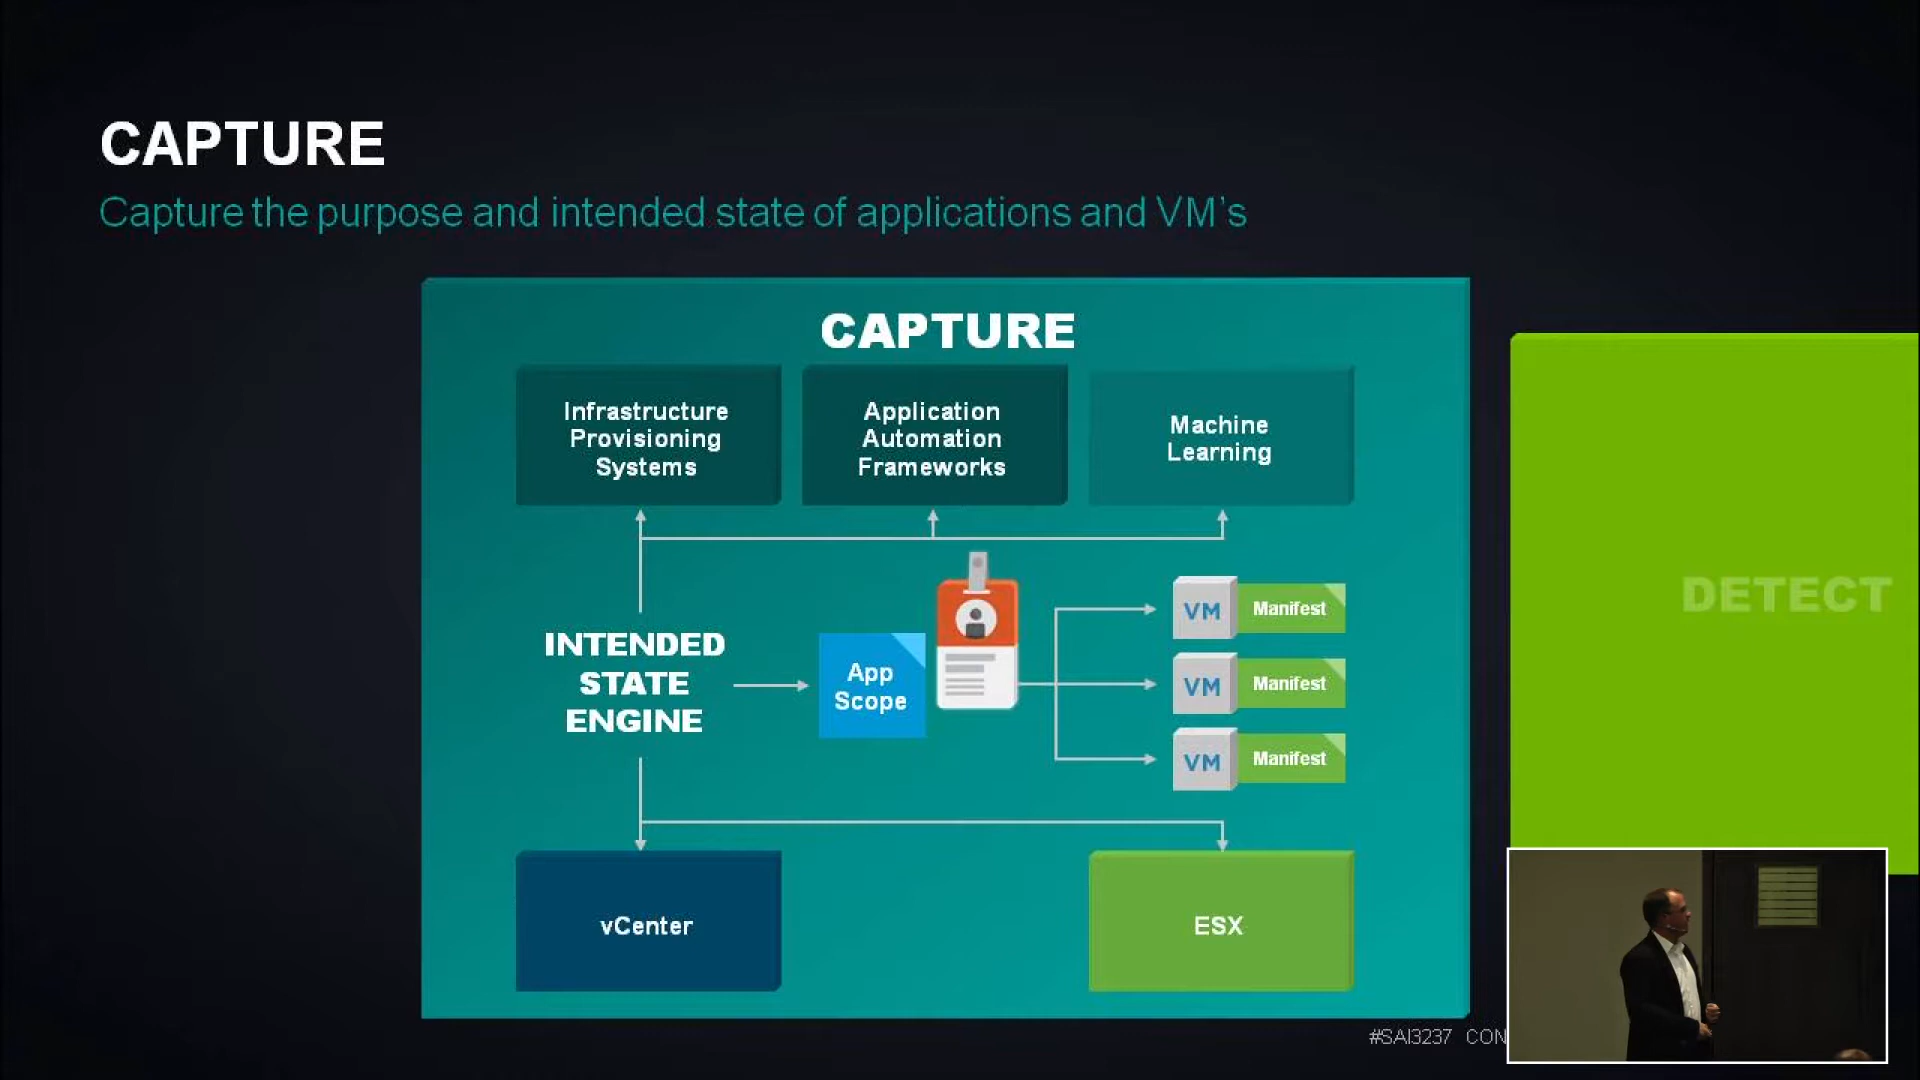 CAPTURE
Capture the purpose and intended state of applications and VM's
CAPTURE
Infrastructure
Provisioning
Systems
Application
Automation
Frameworks
Machine
Learning
INTENDED
STATE
ENGINE
App
Scope
VM Manifest
VM Manifest
VM Manifest
vCenter
ESX
DETECT
#SAI3237 CON